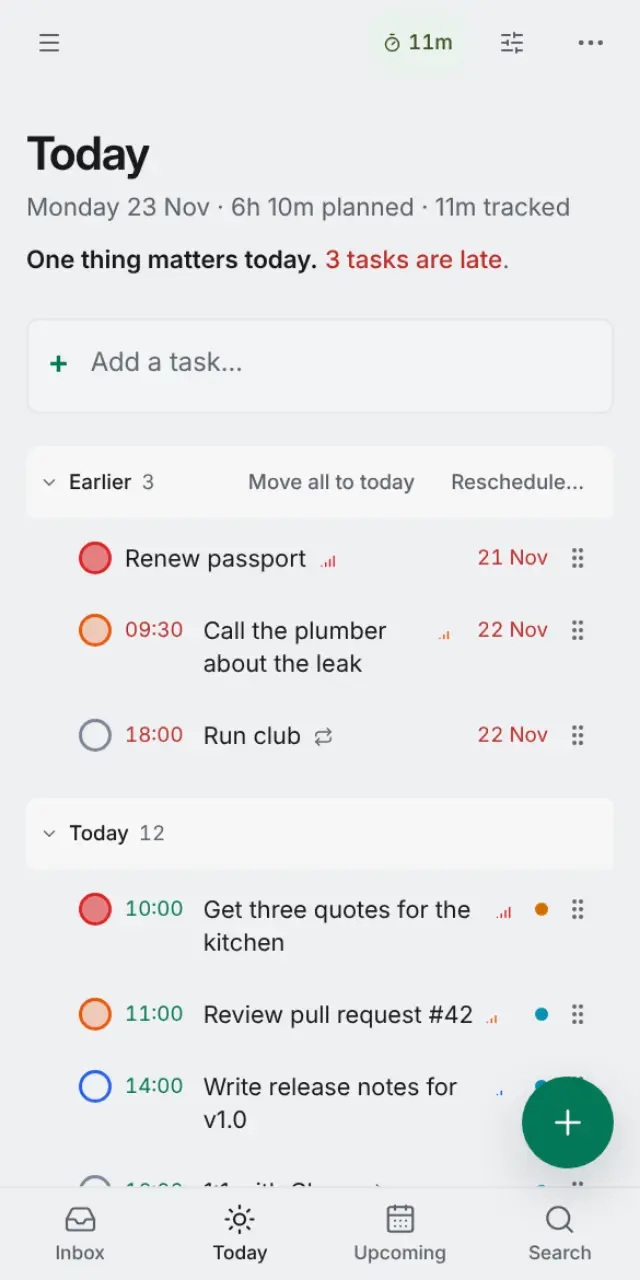 11m
Today
Monday 23 Nov · 6h 10m planned · 11m tracked
One thing matters today. 3 tasks are late.
+ Add a task...
Earlier 3 Move all to today Reschedule...
Renew passport 21 Nov
09:30 Call the plumber 22 Nov
about the leak
18:00 Run club 22 Nov
Today 12
10:00 Get three quotes for the
kitchen
11:00 Review pull request #42
14:00 Write release notes for
v1.0
Inbox Today Upcoming Search